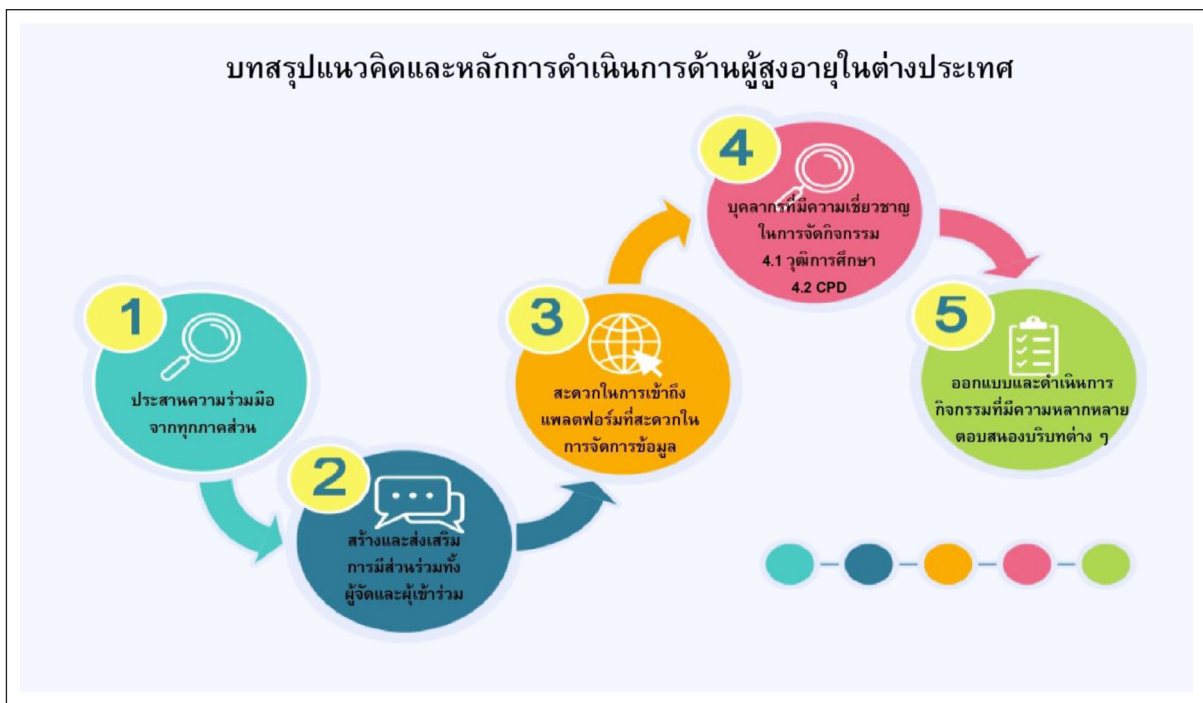 บทสรุปแนวคิดและหลักการดำเนินการด้านผู้สูงอายุในต่างประเทศ
1
ประสานความร่วมมือ
จากทุกภาคส่วน
2
สร้างและส่งเสริม
การมีส่วนร่วมทั้ง
ผู้จัดและผู้เข้าร่วม
3
สะดวกในการเข้าถึง
แพลตฟอร์มที่สะดวกใน
การจัดการข้อมูล
4
บุคลากรที่มีความเชี่ยวชาญ
ในการจัดกิจกรรม
4.1 วุฒิการศึกษา
4.2 CPD
5
ออกแบบและดำเนินการ
กิจกรรมที่มีความหลากหลาย
ตอบสนองบริบทต่าง ๆ